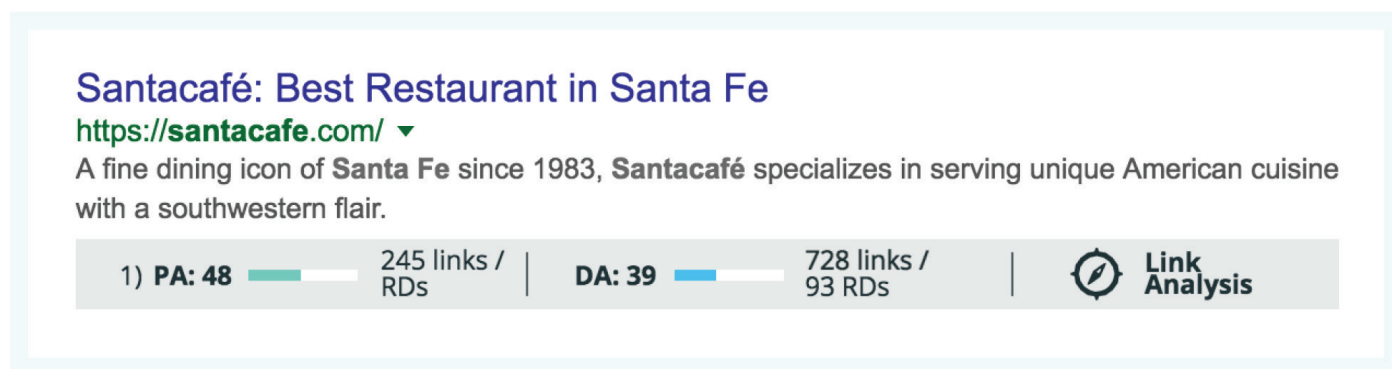 Santacafé: Best Restaurant in Santa Fe
https://santacafe.com/
A fine dining icon of Santa Fe since 1983, Santacafé specializes in serving unique American cuisine
with a southwestern flair.
1) PA: 48 245 links / RDs | DA: 39 728 links / 93 RDs | Link Analysis